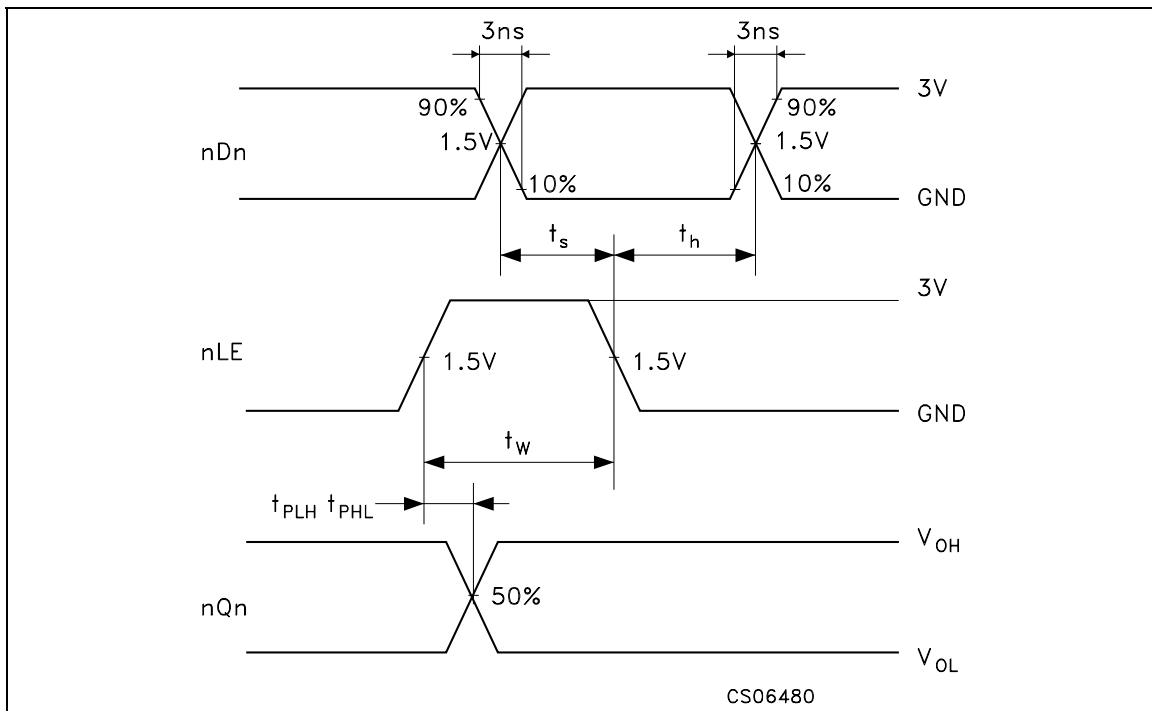 3ns 3ns
3V
90% 90%
nDn 1.5V 1.5V
10% 10%
GND
ts th
3V
nLE 1.5V 1.5V
GND
tW
tPLH tPHL
VOH
nQn 50%
VOL
CS06480